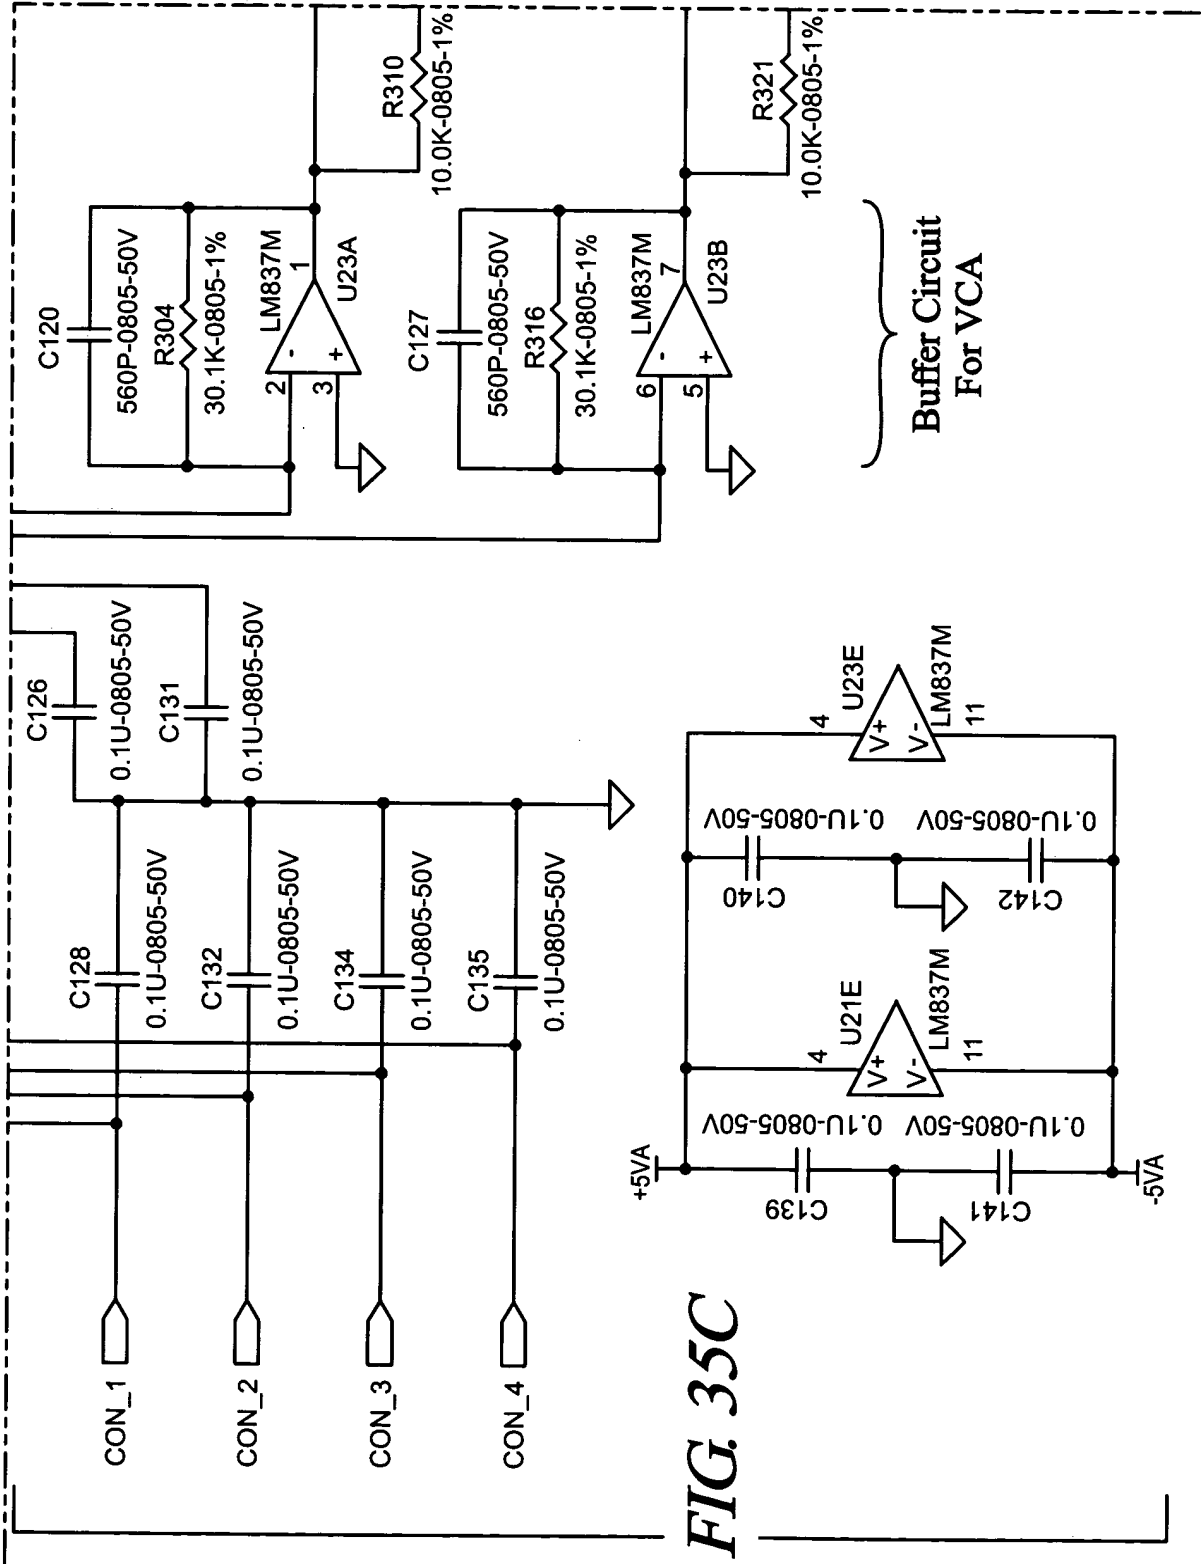 C120
560P-0805-50V
R304
30.1K-0805-1%
LM837M
2
3
-
+
1
U23A
R310
10.0K-0805-1%
C127
560P-0805-50V
R316
30.1K-0805-1%
LM837M
6
5
-
+
7
U23B
R321
10.0K-0805-1%
Buffer Circuit
For VCA
C126
0.1U-0805-50V
C131
0.1U-0805-50V
C128
0.1U-0805-50V
C132
0.1U-0805-50V
C134
0.1U-0805-50V
C135
0.1U-0805-50V
CON_1
CON_2
CON_3
CON_4
+5VA
C139
0.1U-0805-50V
C141
0.1U-0805-50V
-5VA
4
U21E
V+
V-
LM837M
11
C140
0.1U-0805-50V
C142
0.1U-0805-50V
4
U23E
V+
V-
LM837M
11
FIG. 35C